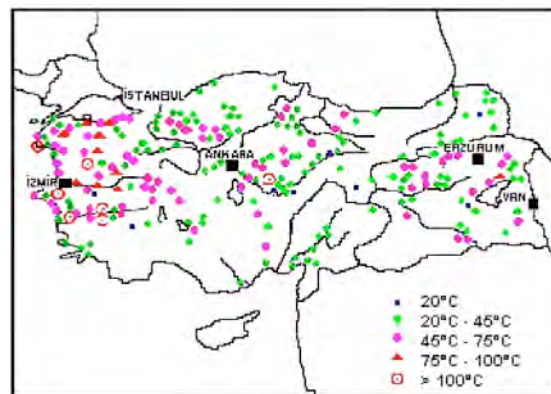 İSTANBUL
ANKARA
ERZURUM
İZMİR
VAN
20°C
20°C - 45°C
45°C - 75°C
75°C - 100°C
> 100°C